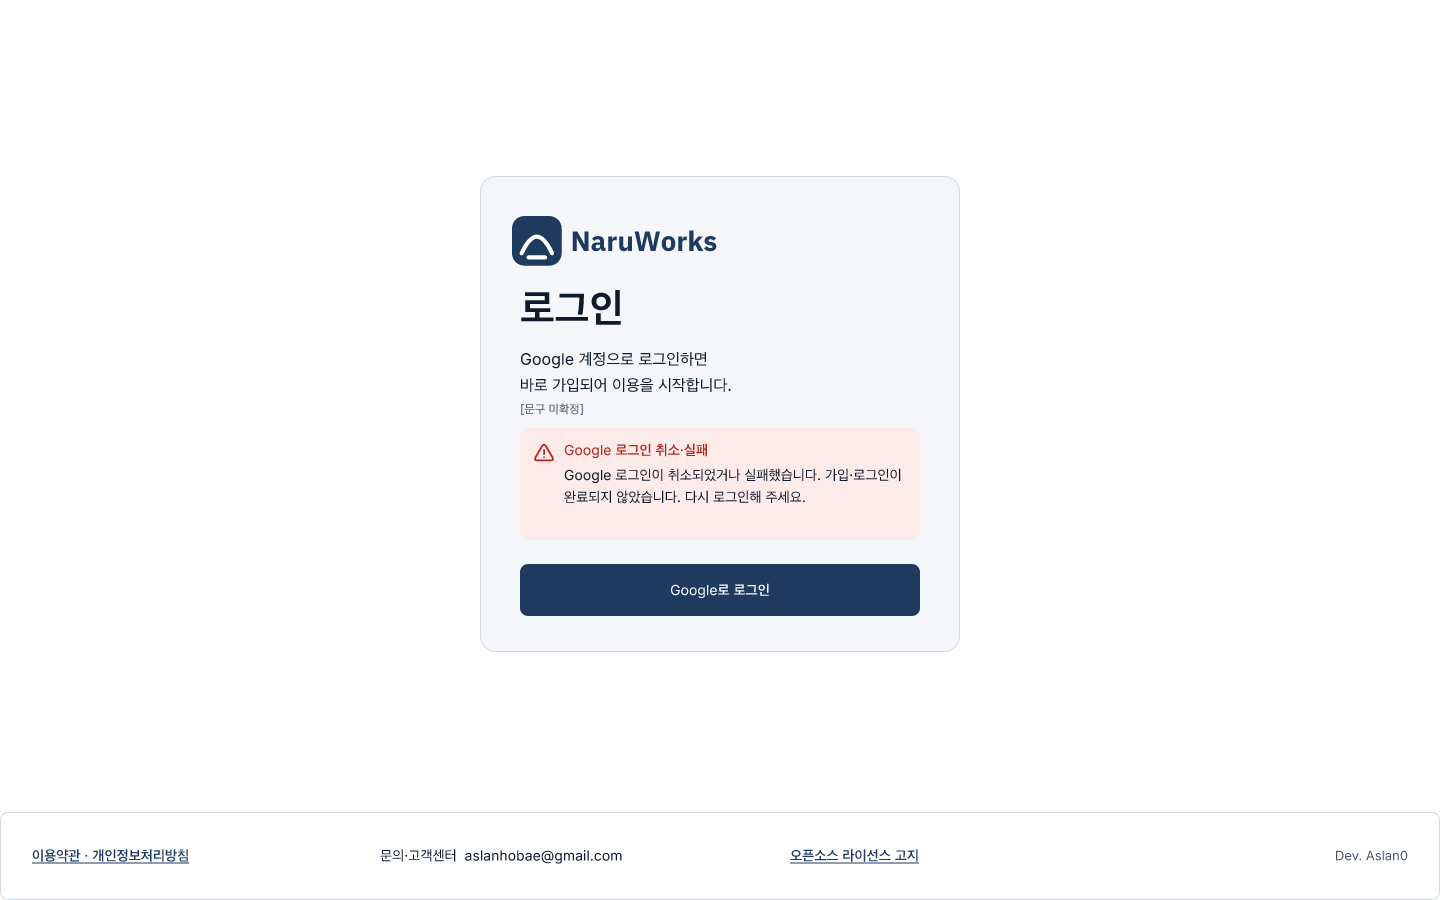 NaruWorks
로그인
Google 계정으로 로그인하면
바로 가입되어 이용을 시작합니다.
[문구 미확정]
Google 로그인 취소·실패
Google 로그인이 취소되었거나 실패했습니다. 가입·로그인이
완료되지 않았습니다. 다시 로그인해 주세요.
Google로 로그인
이용약관 · 개인정보처리방침
문의·고객센터 aslanhobae@gmail.com
오픈소스 라이선스 고지
Dev. Aslan0